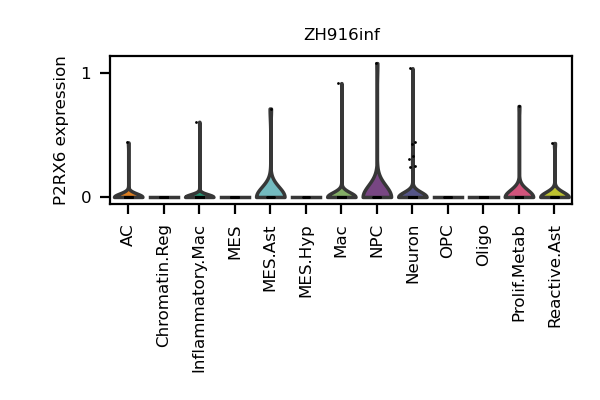 ZH916inf
P2RX6 expression
1
0
AC
Chromatin.Reg
Inflammatory.Mac
MES
MES.Ast
MES.Hyp
Mac
NPC
Neuron
OPC
Oligo
Prolif.Metab
Reactive.Ast